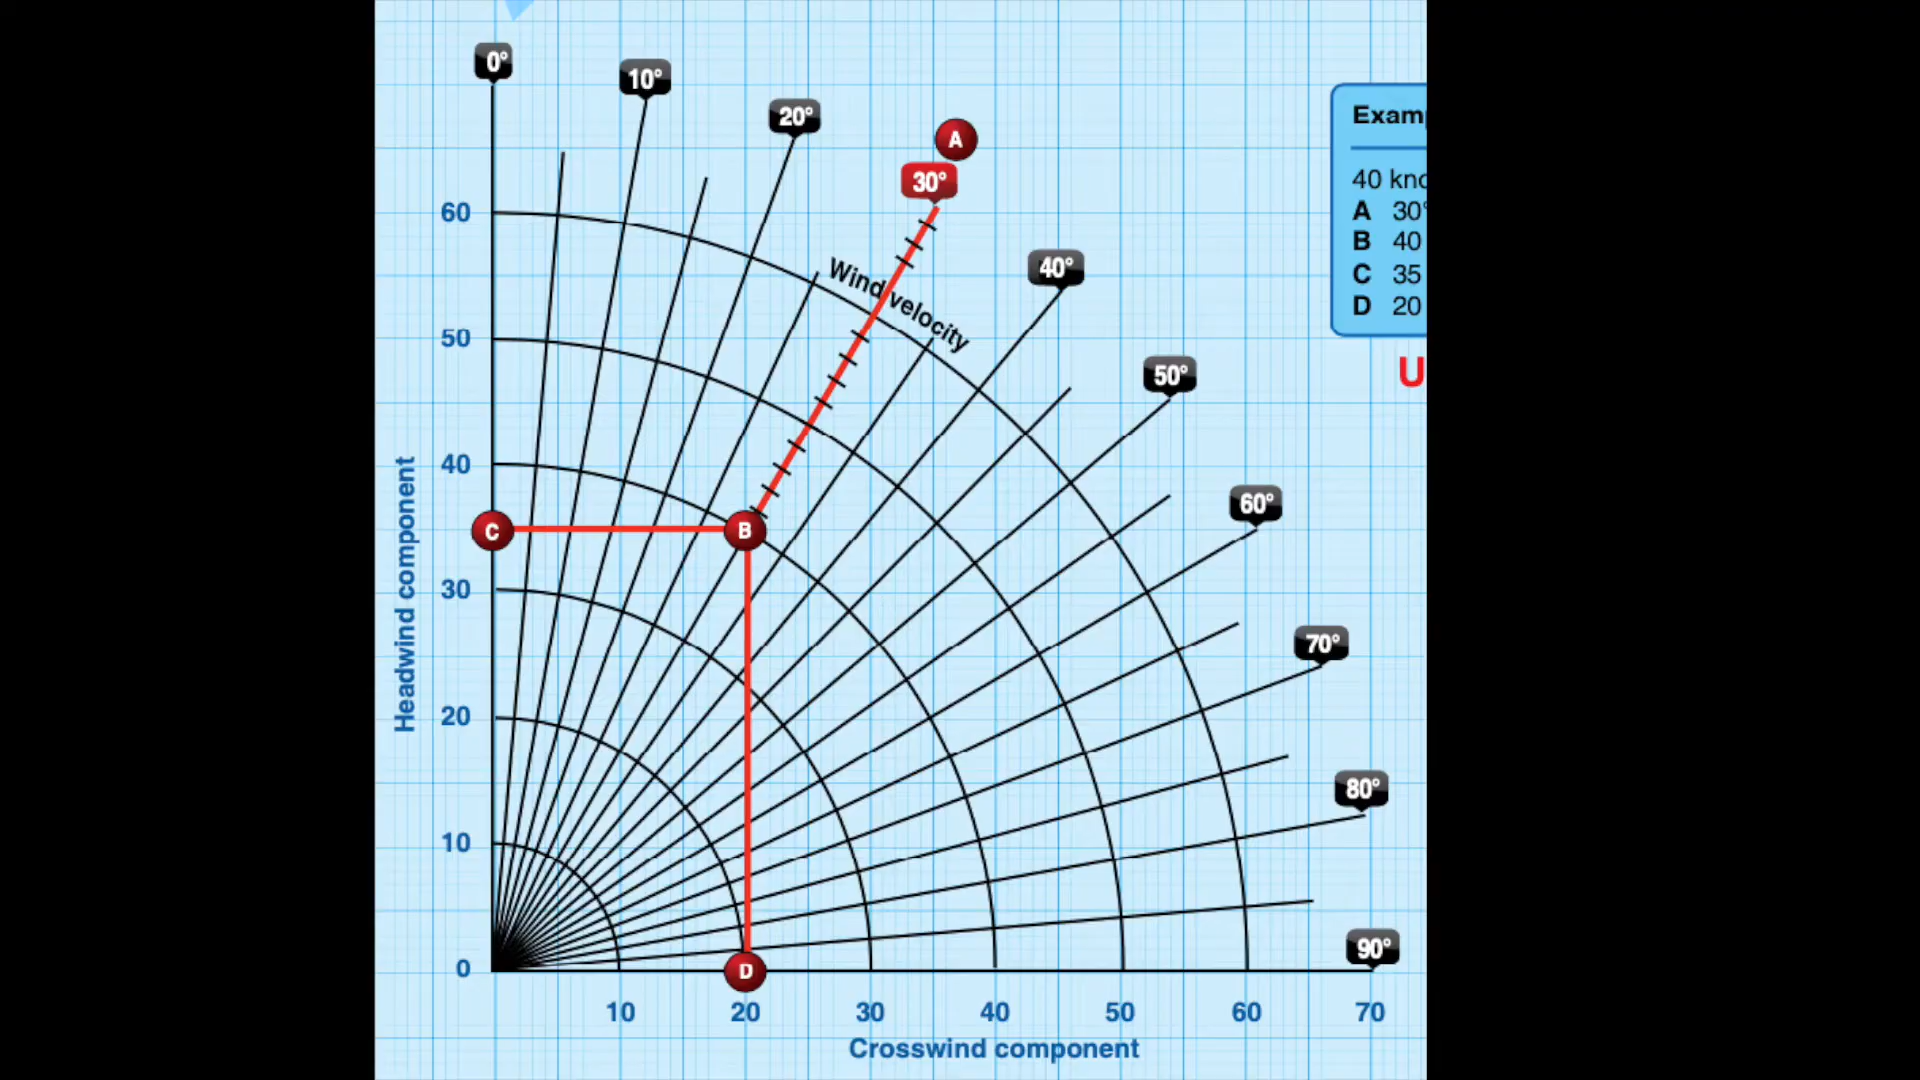 0°
10°
20°
A
30°
40°
50°
60°
70°
80°
90°
Wind velocity
Headwind component
60
50
40
30
20
10
0
C
B
D
10 20 30 40 50 60 70
Crosswind component
Exam
40 kno
A 30°
B 40
C 35
D 20
U